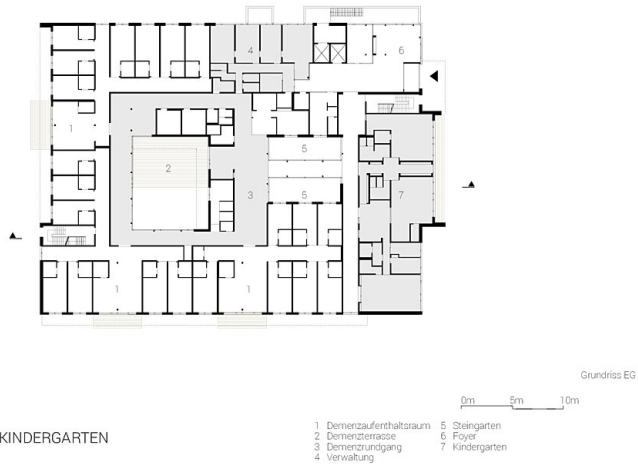 4
6
1
5
2
3
5
7
1
1
Grundriss EG
0m 5m 10m
KINDERGARTEN
1 Demenzaufenthaltsraum
2 Demenzterrasse
3 Demenzrundgang
4 Verwaltung
5 Steingarten
6 Foyer
7 Kindergarten